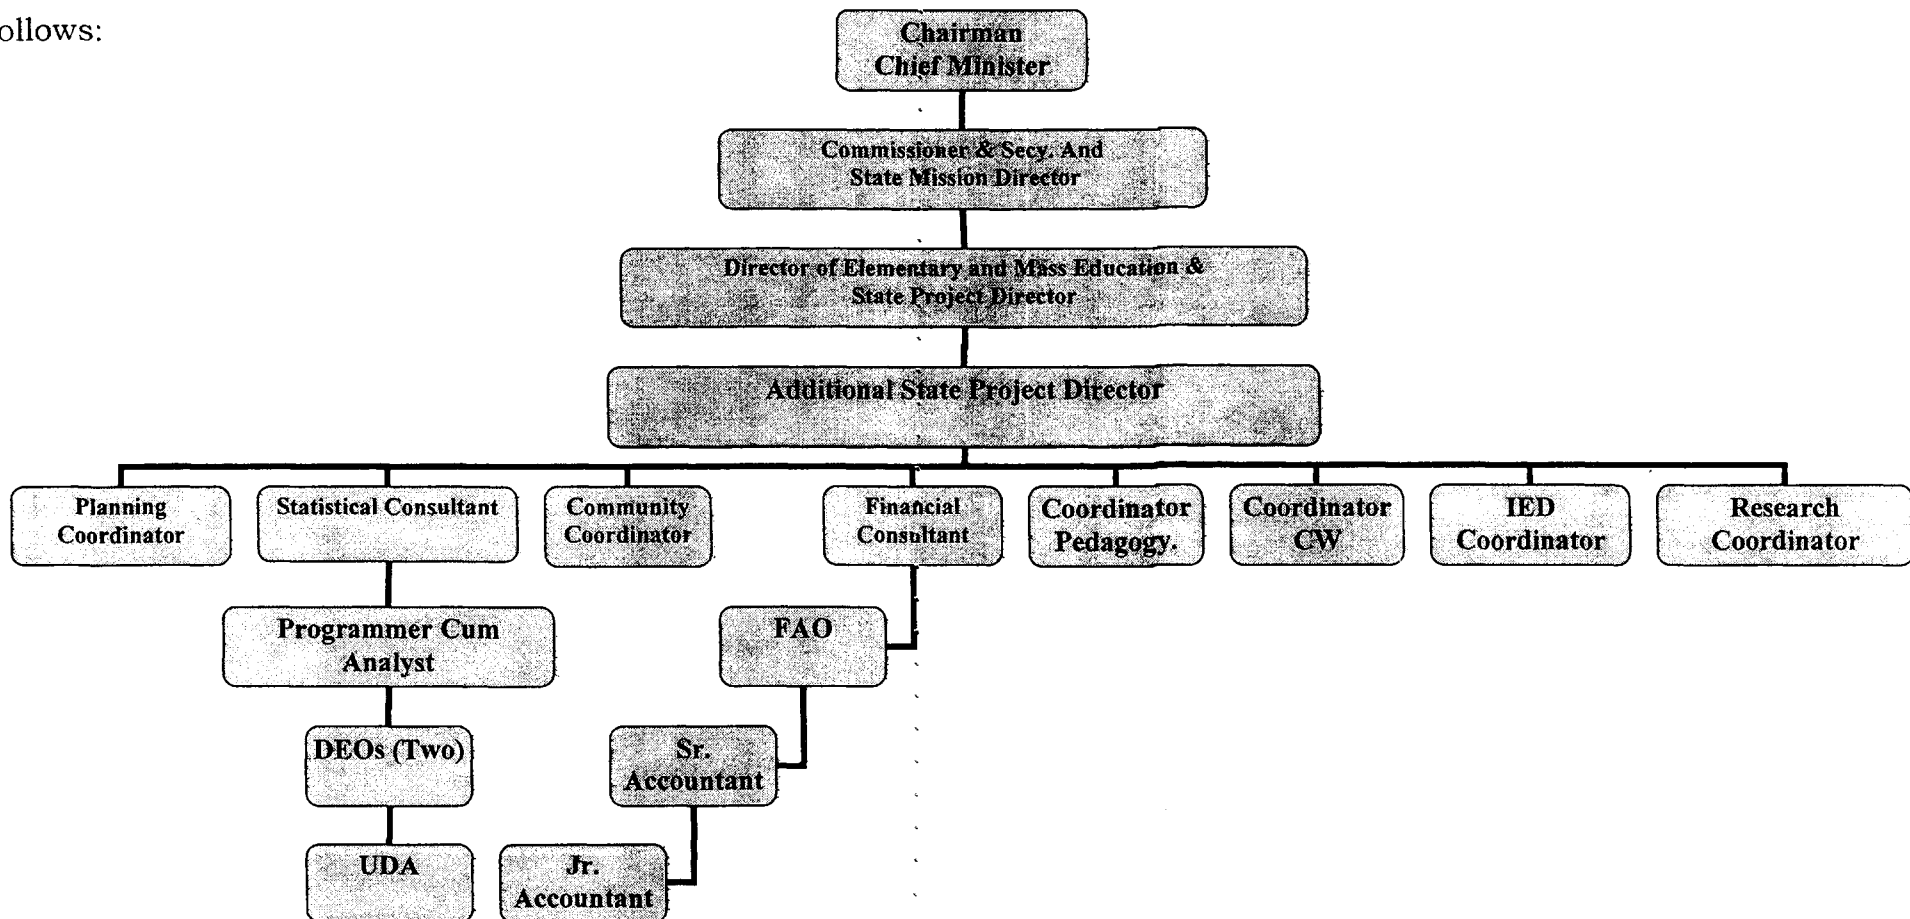 ollows:
Chairman
Chief Minister
Commissioner & Secy. And
State Mission Director
Director of Elementary and Mass Education &
State Project Director
Additional State Project Director
Planning
Coordinator
Statistical Consultant
Community
Coordinator
Financial
Consultant
Coordinator
Pedagogy.
Coordinator
CW
IED
Coordinator
Research
Coordinator
Programmer Cum
Analyst
FAO
DEOs (Two)
Sr.
Accountant
UDA
Jr.
Accountant